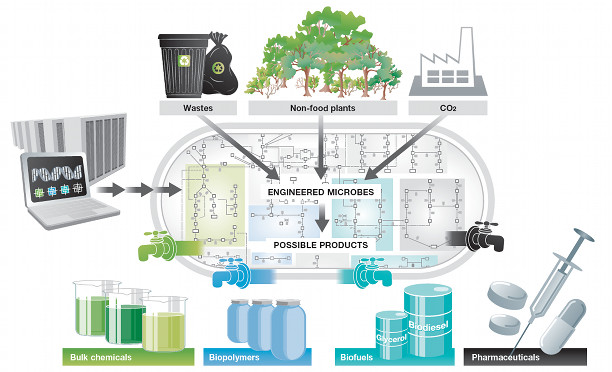 Wastes
Non-food plants
CO₂
ENGINEERED MICROBES
POSSIBLE PRODUCTS
Glycerol
Biodiesel
Bulk chemicals
Biopolymers
Biofuels
Pharmaceuticals